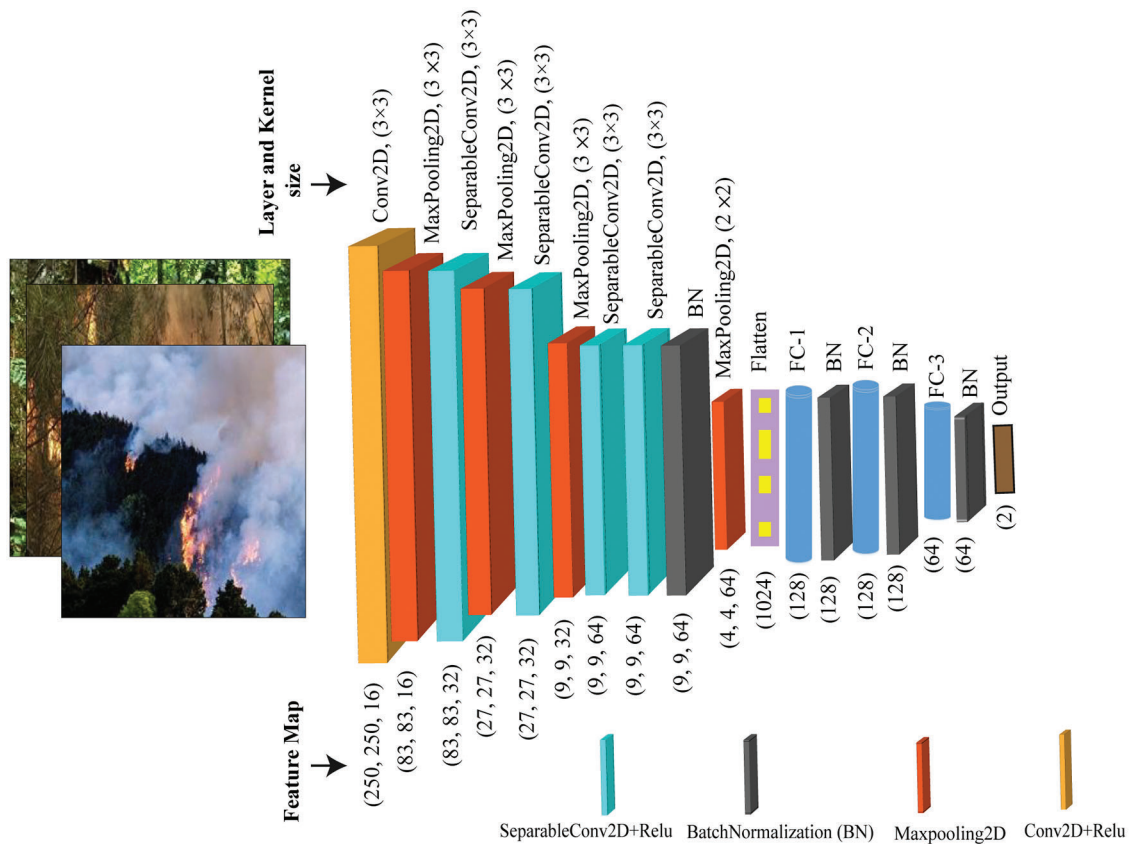 Layer and Kernel
size
Conv2D, (3×3)
MaxPooling2D, (3 ×3)
SeparableConv2D, (3×3)
MaxPooling2D, (3 ×3)
SeparableConv2D, (3×3)
MaxPooling2D, (3 ×3)
SeparableConv2D, (3×3)
SeparableConv2D, (3×3)
BN
MaxPooling2D, (2 ×2)
Flatten
FC-1
BN
FC-2
BN
FC-3
BN
Output
Feature Map
(250, 250, 16)
(83, 83, 16)
(83, 83, 32)
(27, 27, 32)
(27, 27, 32)
(9, 9, 32)
(9, 9, 64)
(9, 9, 64)
(9, 9, 64)
(4, 4, 64)
(1024)
(128)
(128)
(128)
(128)
(64)
(64)
(2)
SeparableConv2D+Relu
BatchNormalization (BN)
Maxpooling2D
Conv2D+Relu